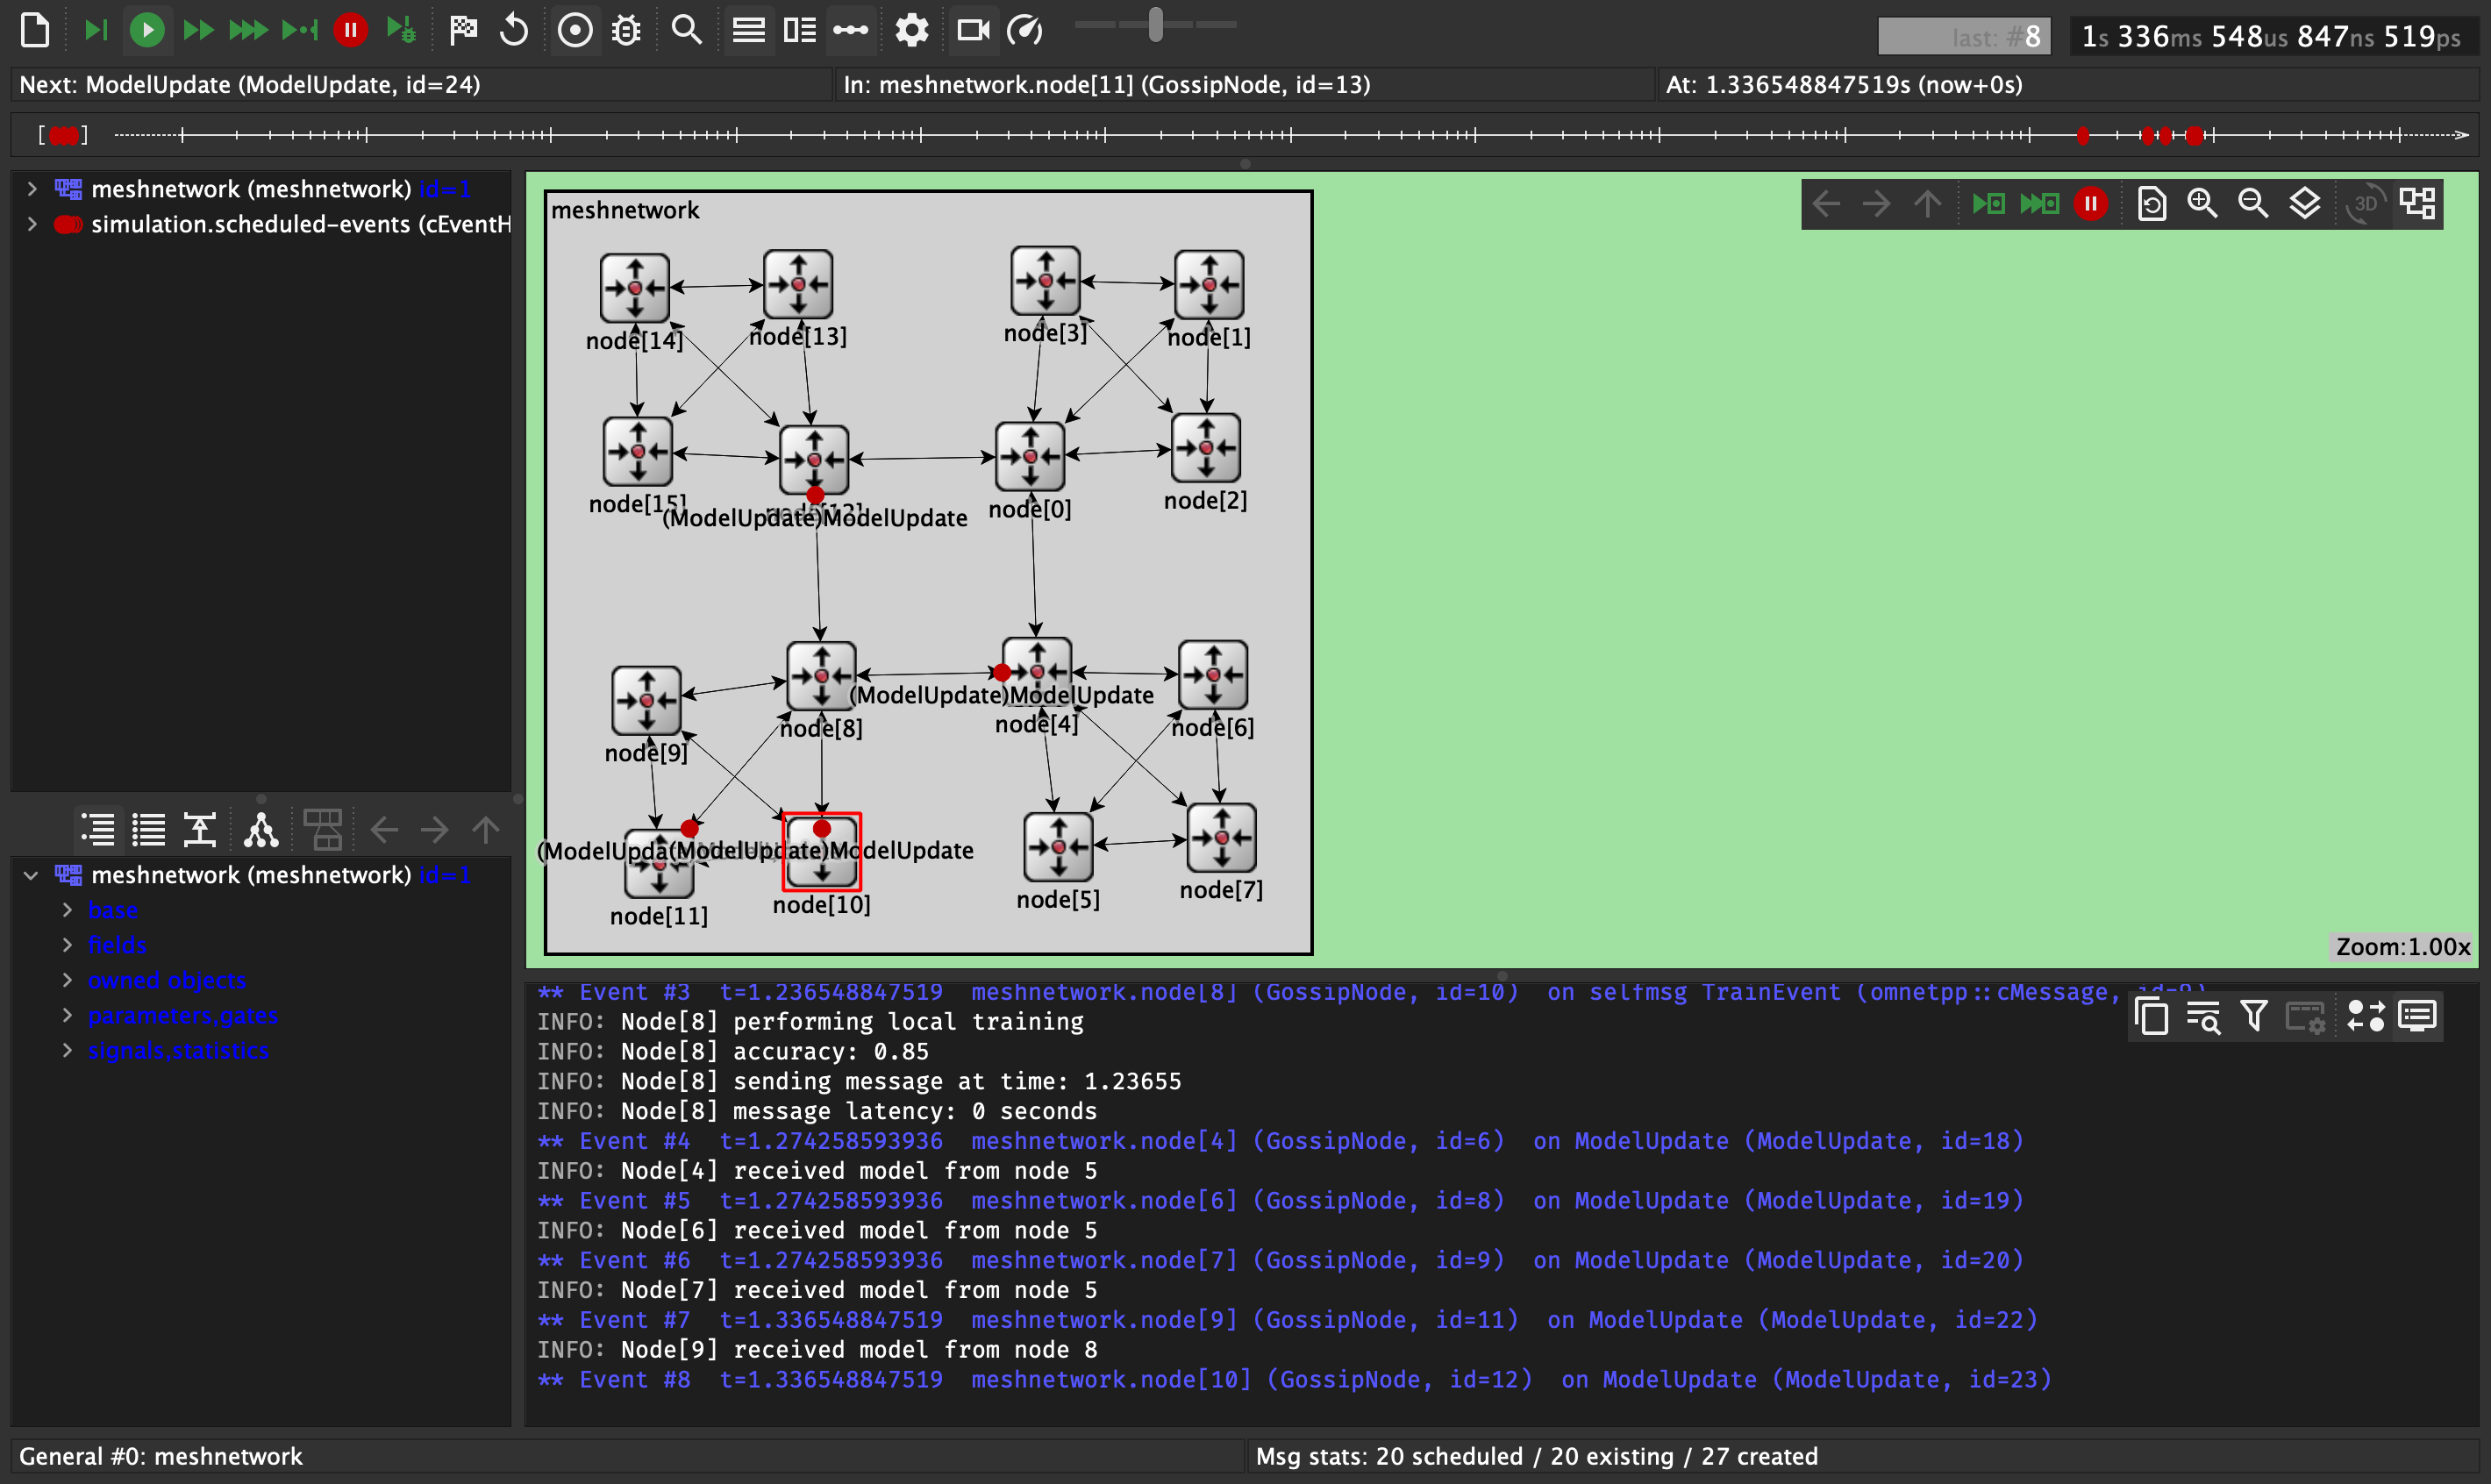 last: #8
1s 336ms 548us 847ns 519ps
Next: ModelUpdate (ModelUpdate, id=24)
In: meshnetwork.node[11] (GossipNode, id=13)
At: 1.336548847519s (now+0s)
meshnetwork (meshnetwork) id=1
simulation.scheduled-events (cEventH
meshnetwork
3D
node[14]
node[13]
node[3]
node[1]
node[15]
node[12]
(ModelUpdate)ModelUpdate
node[0]
node[2]
(ModelUpdate)ModelUpdate
node[9]
node[8]
node[4]
node[6]
(ModelUpda
(ModelUpdate)ModelUpdate
node[11]
node[10]
node[5]
node[7]
Zoom:1.00x
meshnetwork (meshnetwork) id=1
base
fields
owned objects
parameters,gates
signals,statistics
** Event #3 t=1.236548847519 meshnetwork.node[8] (GossipNode, id=10) on selfmsg TrainEvent (omnetpp::cMessage, id=9)
INFO: Node[8] performing local training
INFO: Node[8] accuracy: 0.85
INFO: Node[8] sending message at time: 1.23655
INFO: Node[8] message latency: 0 seconds
** Event #4 t=1.274258593936 meshnetwork.node[4] (GossipNode, id=6) on ModelUpdate (ModelUpdate, id=18)
INFO: Node[4] received model from node 5
** Event #5 t=1.274258593936 meshnetwork.node[6] (GossipNode, id=8) on ModelUpdate (ModelUpdate, id=19)
INFO: Node[6] received model from node 5
** Event #6 t=1.274258593936 meshnetwork.node[7] (GossipNode, id=9) on ModelUpdate (ModelUpdate, id=20)
INFO: Node[7] received model from node 5
** Event #7 t=1.336548847519 meshnetwork.node[9] (GossipNode, id=11) on ModelUpdate (ModelUpdate, id=22)
INFO: Node[9] received model from node 8
** Event #8 t=1.336548847519 meshnetwork.node[10] (GossipNode, id=12) on ModelUpdate (ModelUpdate, id=23)
General #0: meshnetwork
Msg stats: 20 scheduled / 20 existing / 27 created